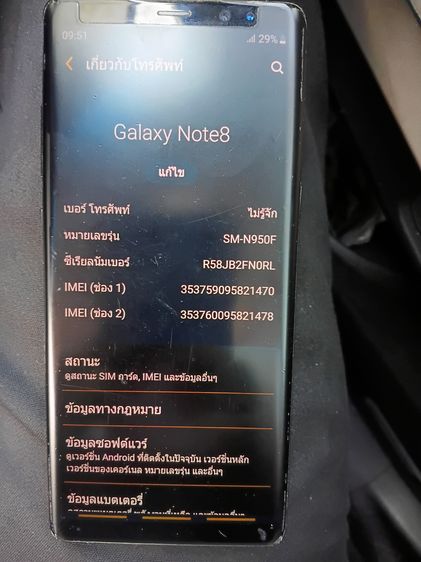 09:51 29%
เกี่ยวกับโทรศัพท์
Galaxy Note8
แก้ไข
เบอร์ โทรศัพท์ ไม่รู้จัก
หมายเลขรุ่น SM-N950F
ซีเรียลนัมเบอร์ R58JB2FN0RL
IMEI (ช่อง 1) 353759095821470
IMEI (ช่อง 2) 353760095821478
สถานะ
ดูสถานะ SIM การ์ด, IMEI และข้อมูลอื่นๆ
ข้อมูลทางกฎหมาย
ข้อมูลซอฟต์แวร์
ดูเวอร์ชั่น Android ที่ติดตั้งในปัจจุบัน เวอร์ชั่นหลัก
เวอร์ชั่นของเคอร์เนล หมายเลขรุ่น และอื่นๆ
ข้อมูลแบตเตอรี่